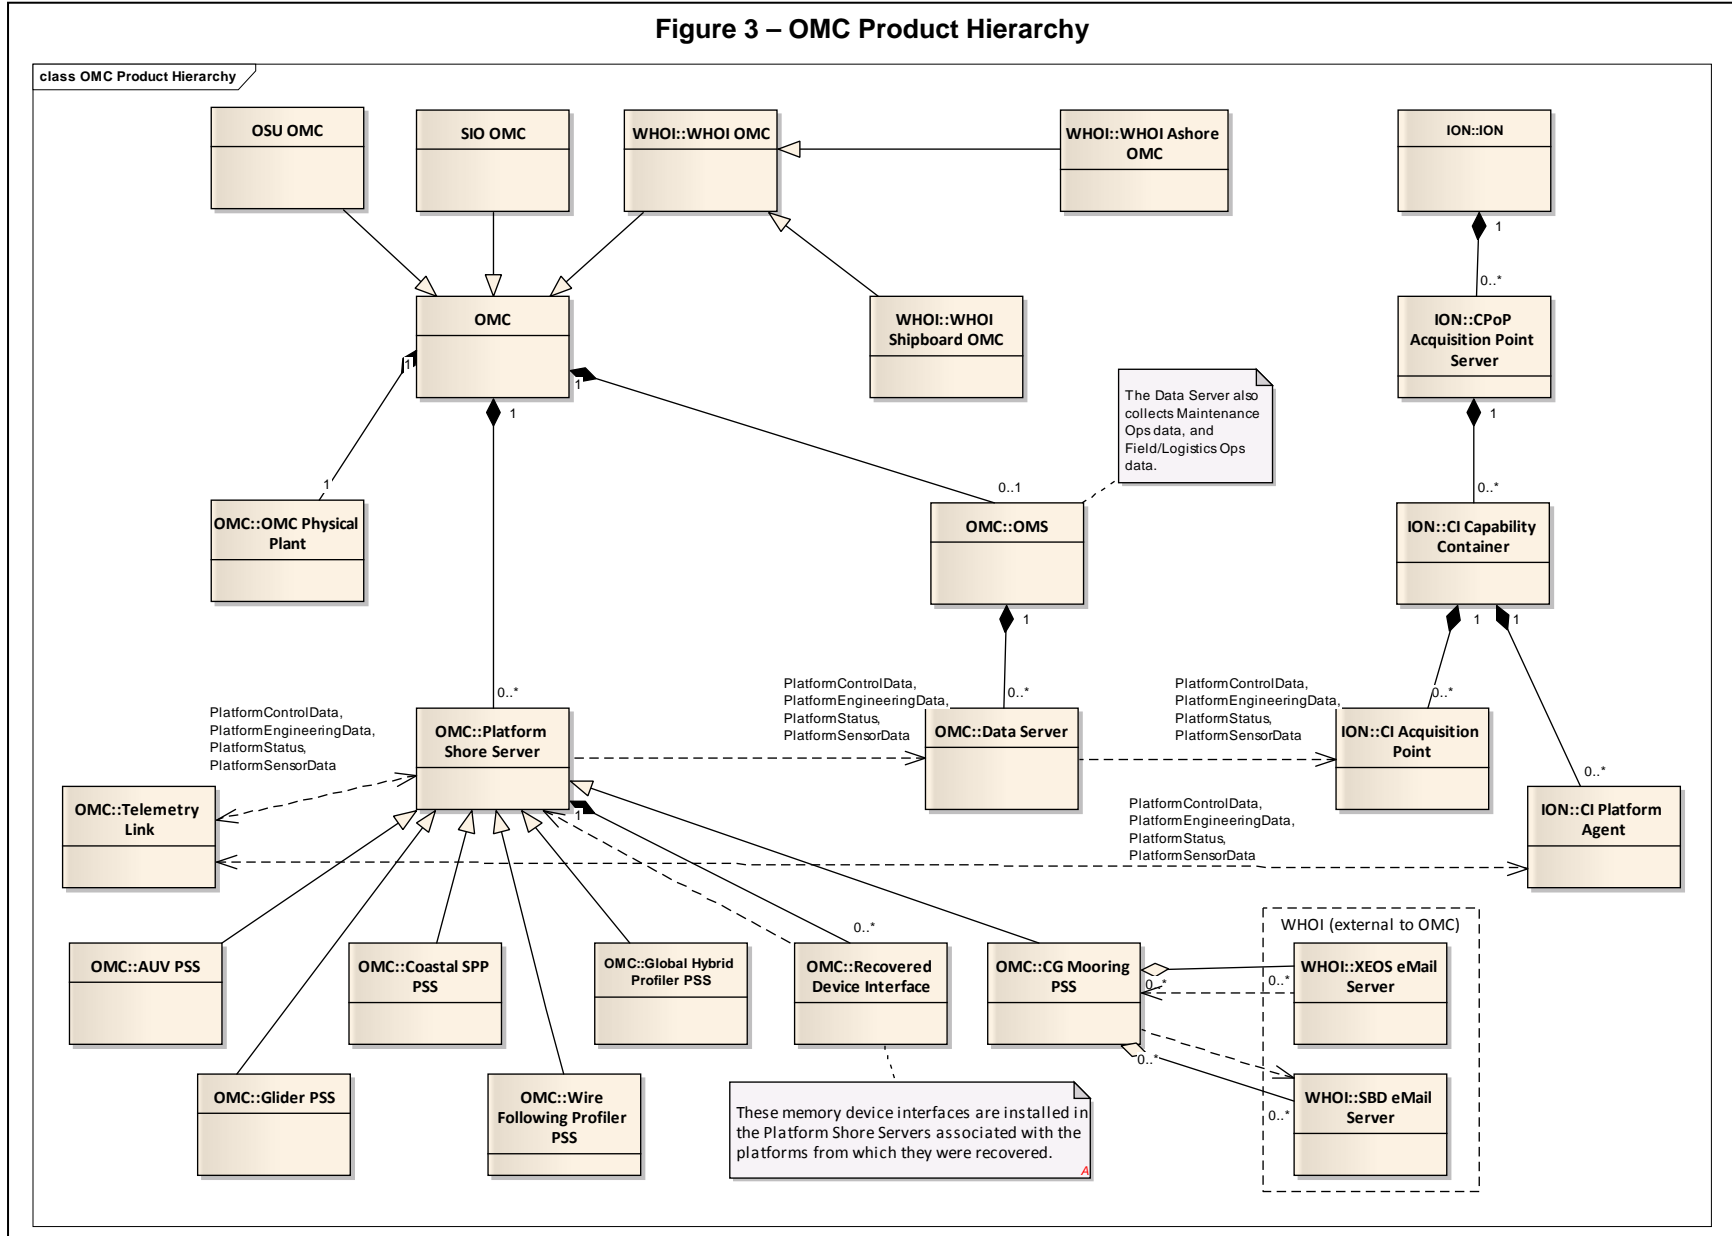 Figure 3 – OMC Product Hierarchy
class OMC Product Hierarchy
OSU OMC
SIO OMC
WHOI::WHOI OMC
WHOI::WHOI Ashore
OMC
ION::ION
1
0..*
OMC
WHOI::WHOI
Shipboard OMC
ION::CPoP
Acquisition Point
Server
1
1
1
1
The Data Server also
collects Maintenance
Ops data, and
Field/Logistics Ops
data.
1
0..1
0..*
OMC::OMC Physical
Plant
OMC::OMS
ION::CI Capability
Container
1
1
1
0..*
0..*
0..*
PlatformControlData,
PlatformEngineeringData,
PlatformStatus,
PlatformSensorData
PlatformControlData,
PlatformEngineeringData,
PlatformStatus,
PlatformSensorData
PlatformControlData,
PlatformEngineeringData,
PlatformStatus,
PlatformSensorData
OMC::Platform
Shore Server
OMC::Data Server
ION::CI Acquisition
Point
0..*
OMC::Telemetry
Link
1
PlatformControlData,
PlatformEngineeringData,
PlatformStatus,
PlatformSensorData
ION::CI Platform
Agent
0..*
WHOI (external to OMC)
OMC::AUV PSS
OMC::Coastal SPP
PSS
OMC::Global Hybrid
Profiler PSS
OMC::Recovered
Device Interface
OMC::CG Mooring
PSS
0..*
0..*
WHOI::XEOS eMail
Server
0..*
0..*
OMC::Glider PSS
OMC::Wire
Following Profiler
PSS
These memory device interfaces are installed in
the Platform Shore Servers associated with the
platforms from which they were recovered.
A
WHOI::SBD eMail
Server